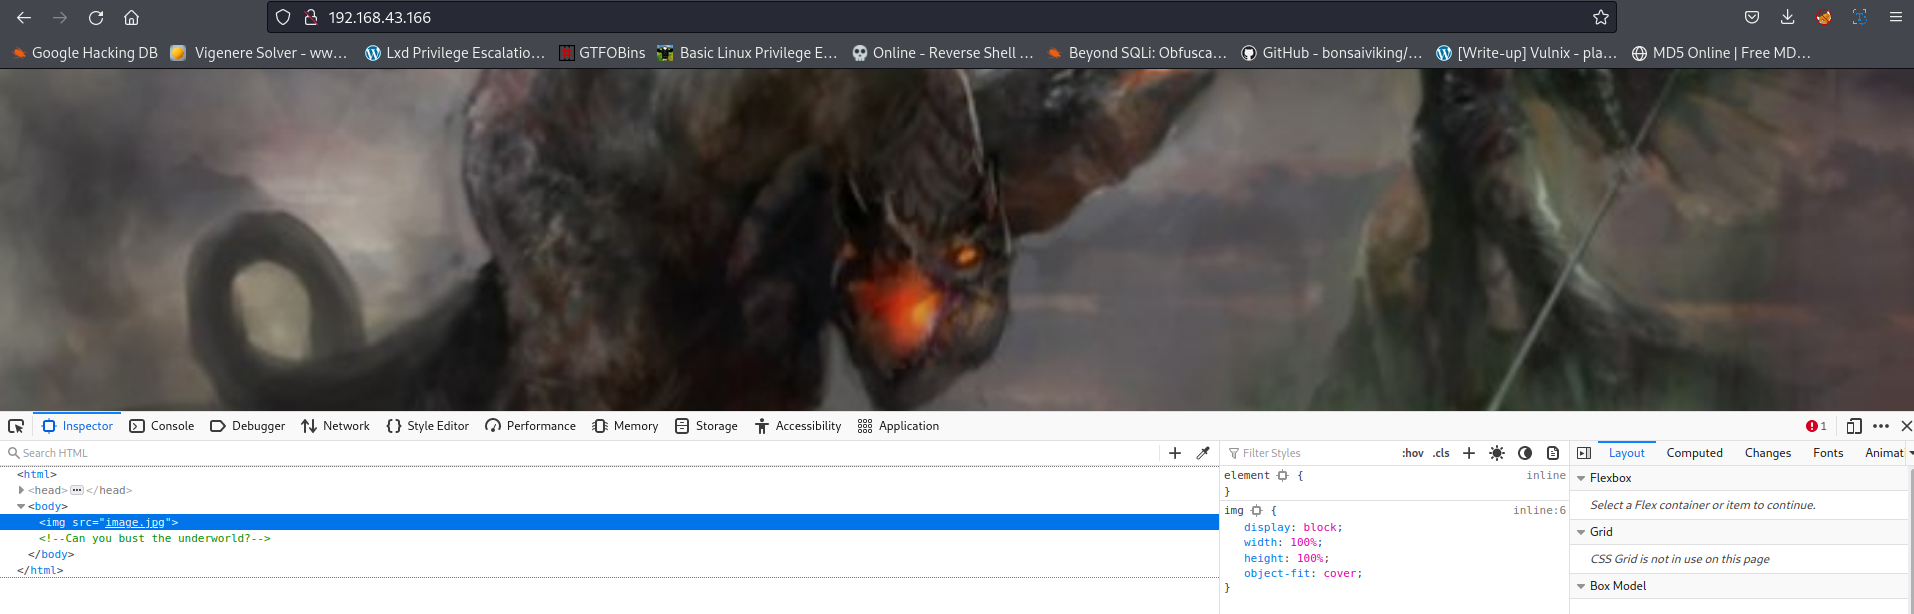 192.168.43.166
Google Hacking DB Vigenere Solver - ww… Lxd Privilege Escalatio… GTFOBins Basic Linux Privilege E… Online - Reverse Shell … Beyond SQLi: Obfusca… GitHub - bonsaiviking/… [Write-up] Vulnix - pla… MD5 Online | Free MD…
Inspector Console Debugger Network Style Editor Performance Memory Storage Accessibility Application 1
Search HTML
Filter Styles :hov .cls
Layout Computed Changes Fonts Animat
<html>
<head> ••• </head>
<body>
<img src="image.jpg">
<!--Can you bust the underworld?-->
</body>
</html>
element { inline
}
img { inline:6
display: block;
width: 100%;
height: 100%;
object-fit: cover;
}
Flexbox
Select a Flex container or item to continue.
Grid
CSS Grid is not in use on this page
Box Model